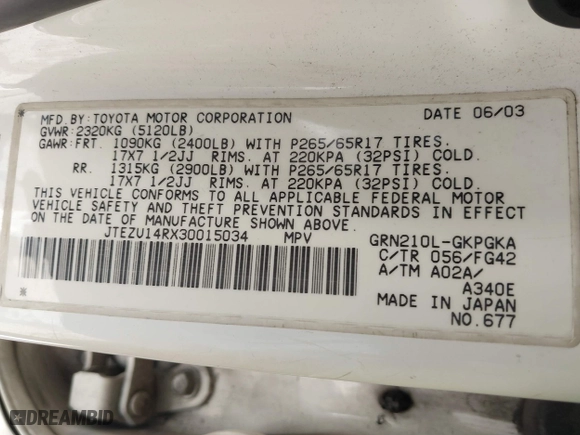 MFD.BY:TOYOTA MOTOR CORPORATION DATE 06/03
GVWR:2320KG (5120LB)
GAWR:FRT. 1090KG (2400LB) WITH P265/65R17 TIRES.
17X7 1/2JJ RIMS. AT 220KPA (32PSI) COLD.
RR. 1315KG (2900LB) WITH P265/65R17 TIRES.
17X7 1/2JJ RIMS. AT 220KPA (32PSI) COLD.
THIS VEHICLE CONFORMS TO ALL APPLICABLE FEDERAL MOTOR
VEHICLE SAFETY AND THEFT PREVENTION STANDARDS IN EFFECT
ON THE DATE OF MANUFACTURE SHOWN ABOVE.
JTEZU14RX30015034 MPV GRN210L-GKPGKA
C/TR 056/FG42
A/TM A02A/
A340E
MADE IN JAPAN
NO.677
DREAMBID